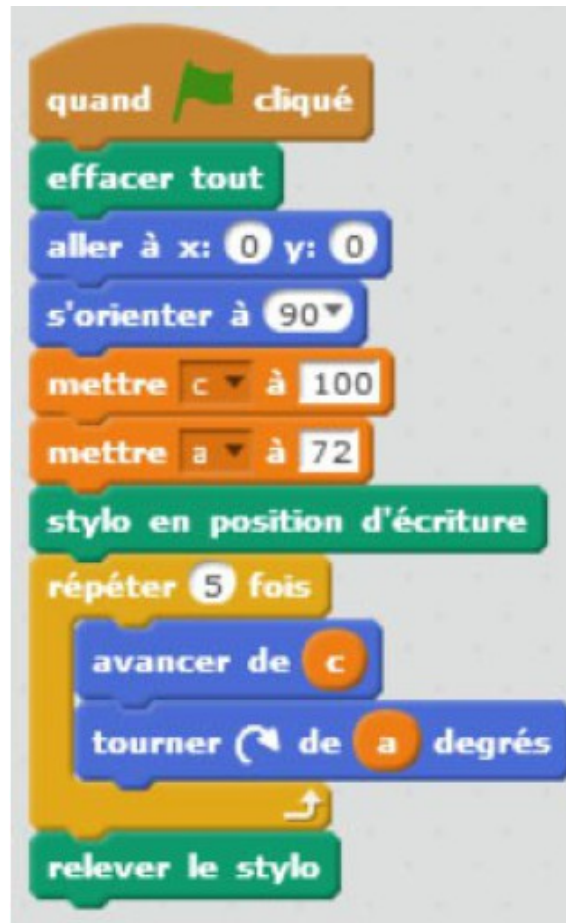 quand cliqué
effacer tout
aller à x: 0 y: 0
s'orienter à 90
mettre c à 100
mettre a à 72
stylo en position d'écriture
répéter 5 fois
avancer de c
tourner de a degrés
relever le stylo